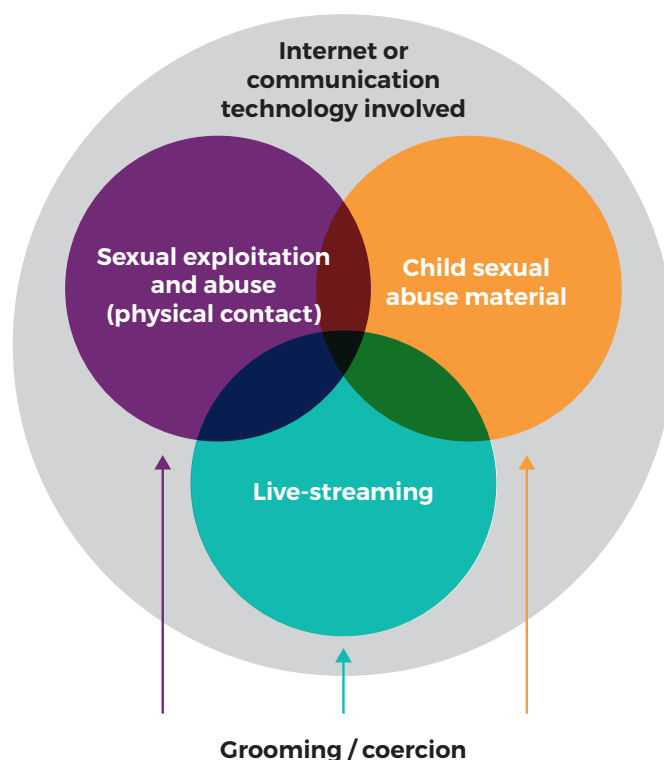 Internet or
communication
technology involved
Sexual exploitation
and abuse
(physical contact)
Child sexual
abuse material
Live-streaming
Grooming / coercion